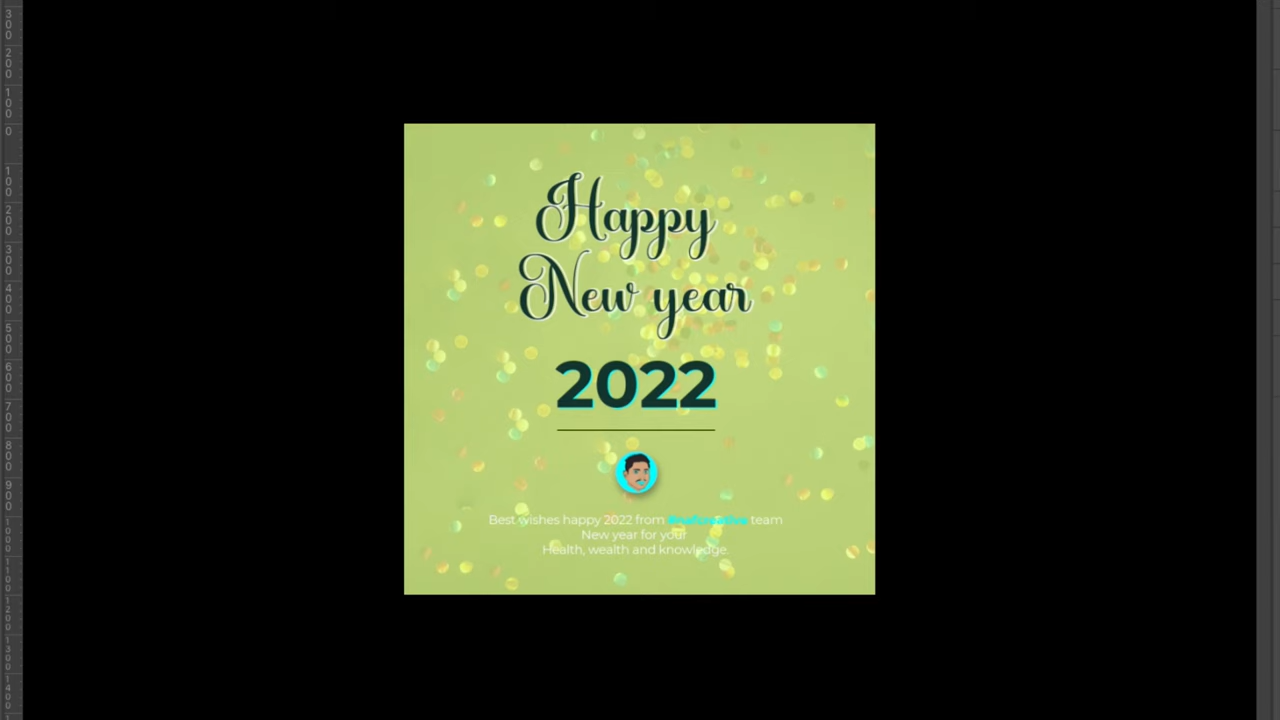 Happy
New year
2022
Best wishes happy 2022 from team
New year for your
Health, wealth and knowledge.